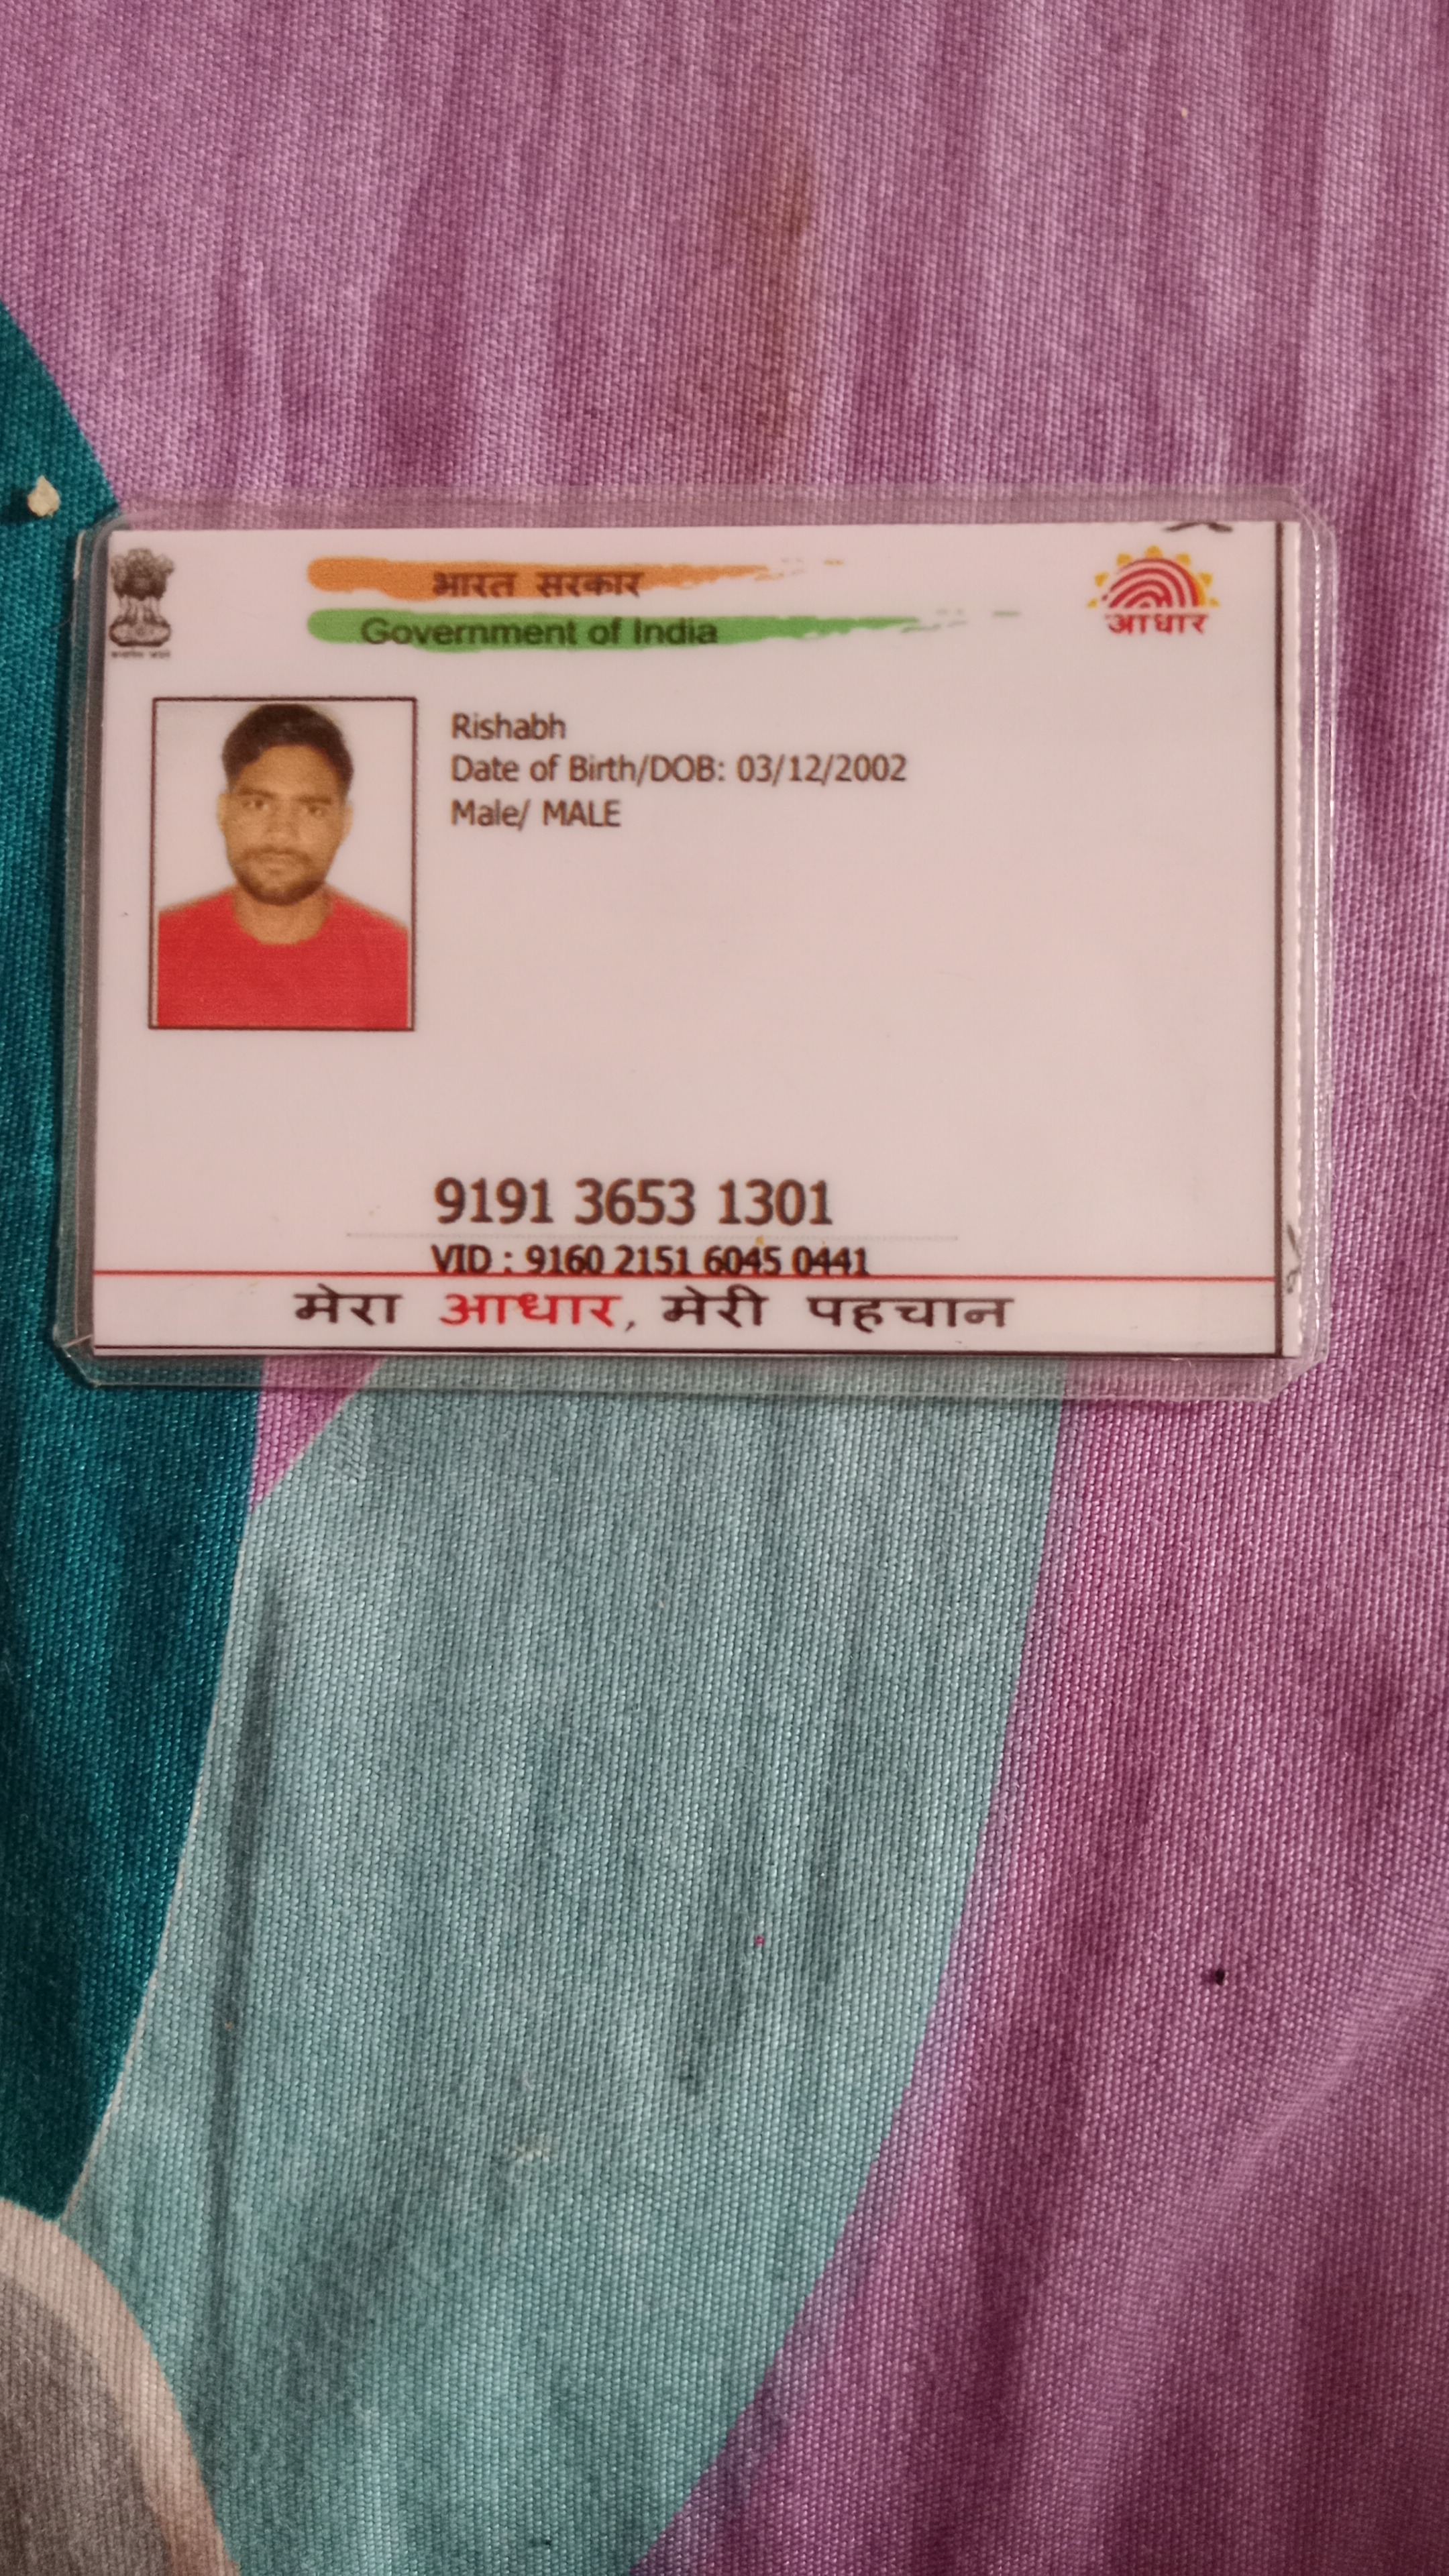 भारत सरकार
Government of India
आधार
Rishabh
Date of Birth/DOB: 03/12/2002
Male/ MALE
9191 3653 1301
VID : 9160 2151 6045 0441
मेरा आधार, मेरी पहचान